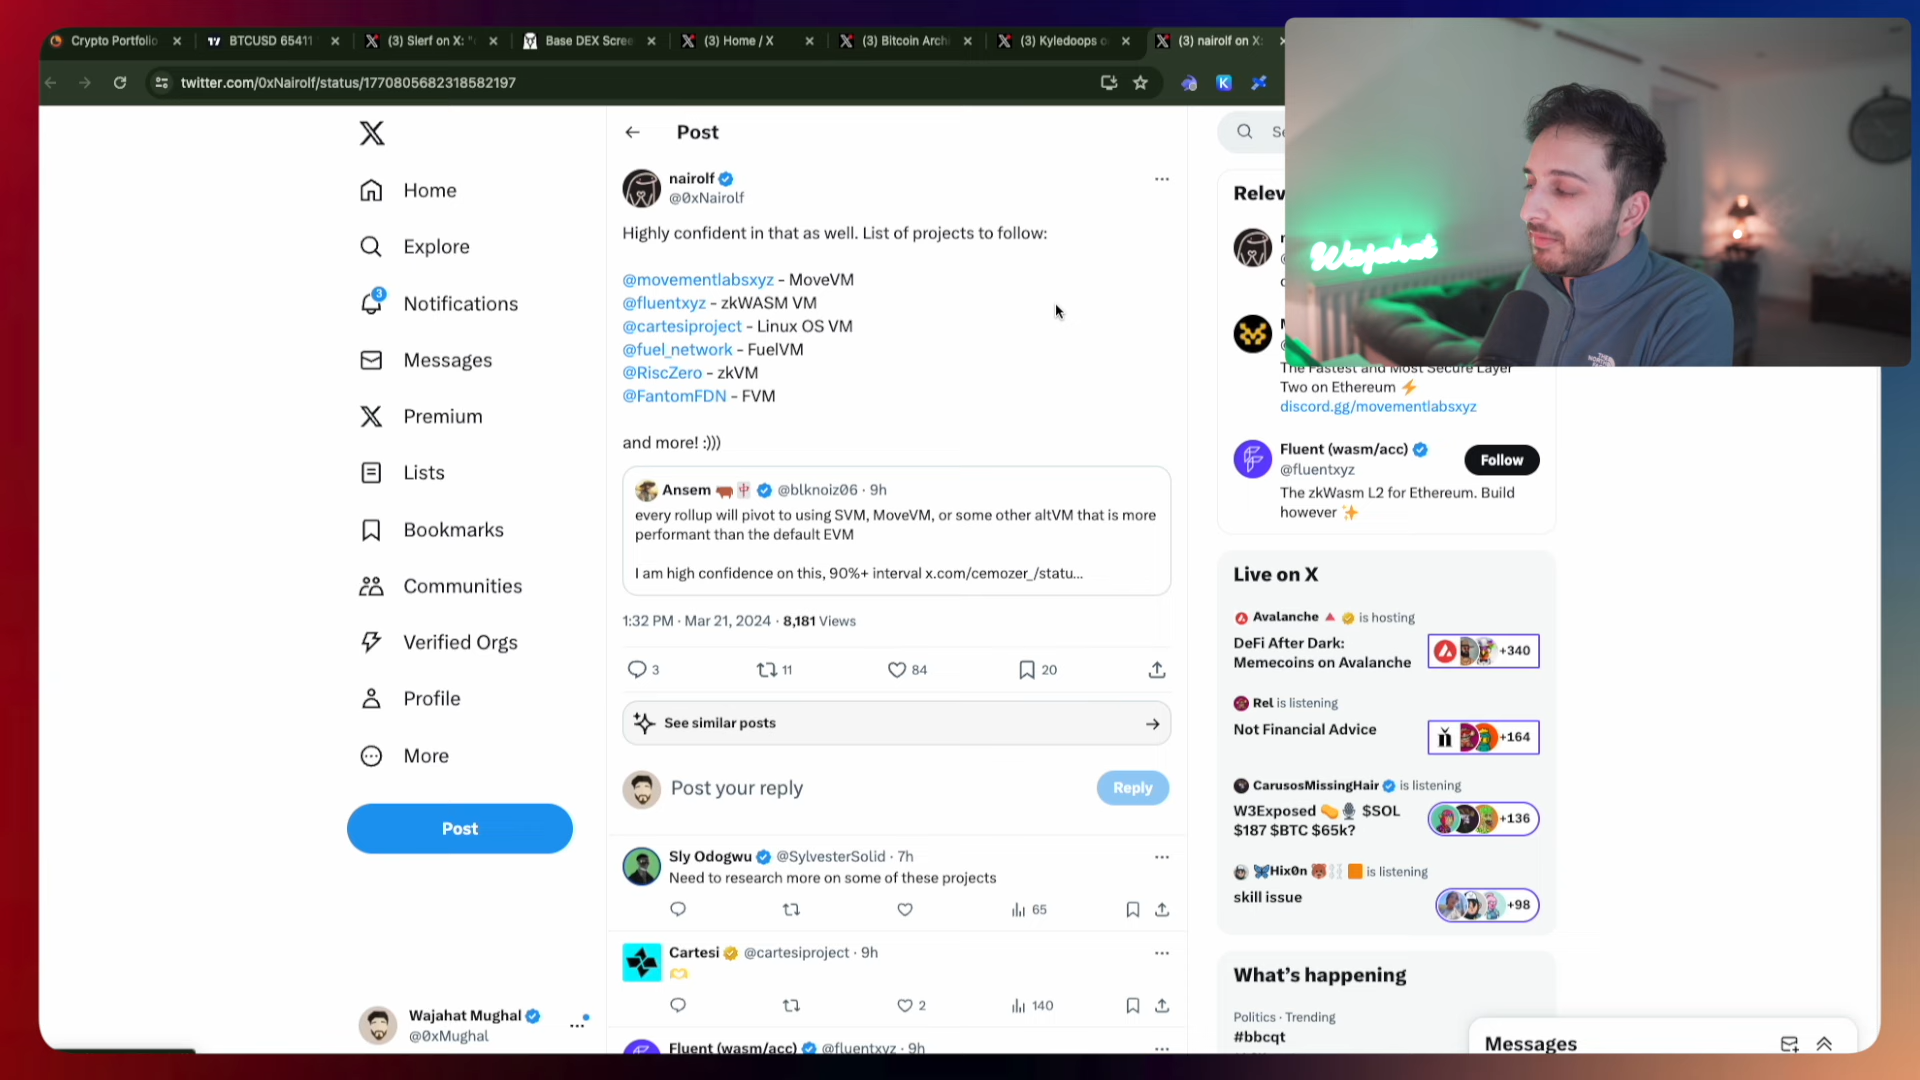 Crypto Portfolio
BTCUSD 65411
(3) Slerf on X: "
Base DEX Scree
(3) Home / X
(3) Bitcoin Arch
(3) Kyledoops o
(3) nairolf on X:
twitter.com/0xNairolf/status/1770805682318582197
Home
Explore
3
Notifications
Messages
Premium
Lists
Bookmarks
Communities
Verified Orgs
Profile
More
Post
Wajahat Mughal
@0xMughal
Post
nairolf
@0xNairolf
Highly confident in that as well. List of projects to follow:
@movementlabsxyz - MoveVM
@fluentxyz - zkWASM VM
@cartesiproject - Linux OS VM
@fuel_network - FuelVM
@RiscZero - zkVM
@FantomFDN - FVM
and more! :)))
Ansem @blknoiz06 · 9h
every rollup will pivot to using SVM, MoveVM, or some other altVM that is more
performant than the default EVM
I am high confidence on this, 90%+ interval x.com/cemozer_/statu...
1:32 PM · Mar 21, 2024 · 8,181 Views
3 11 84 20
See similar posts
Post your reply
Reply
Sly Odogwu @SylvesterSolid · 7h
Need to research more on some of these projects
65
Cartesi @cartesiproject · 9h
2 140
Fluent (wasm/acc) @fluentxyz · 9h
Relev
Wajahat
THE
NORTH
The Fastest and Most Secure Layer
Two on Ethereum
discord.gg/movementlabsxyz
Fluent (wasm/acc)
@fluentxyz
Follow
The zkWasm L2 for Ethereum. Build
however
Live on X
Avalanche is hosting
DeFi After Dark:
Memecoins on Avalanche
+340
Rel is listening
Not Financial Advice
+164
CarusosMissingHair is listening
W3Exposed $SOL
$187 $BTC $65k?
+136
Hix0n is listening
skill issue
+98
What's happening
Politics · Trending
#bbcqt
Messages